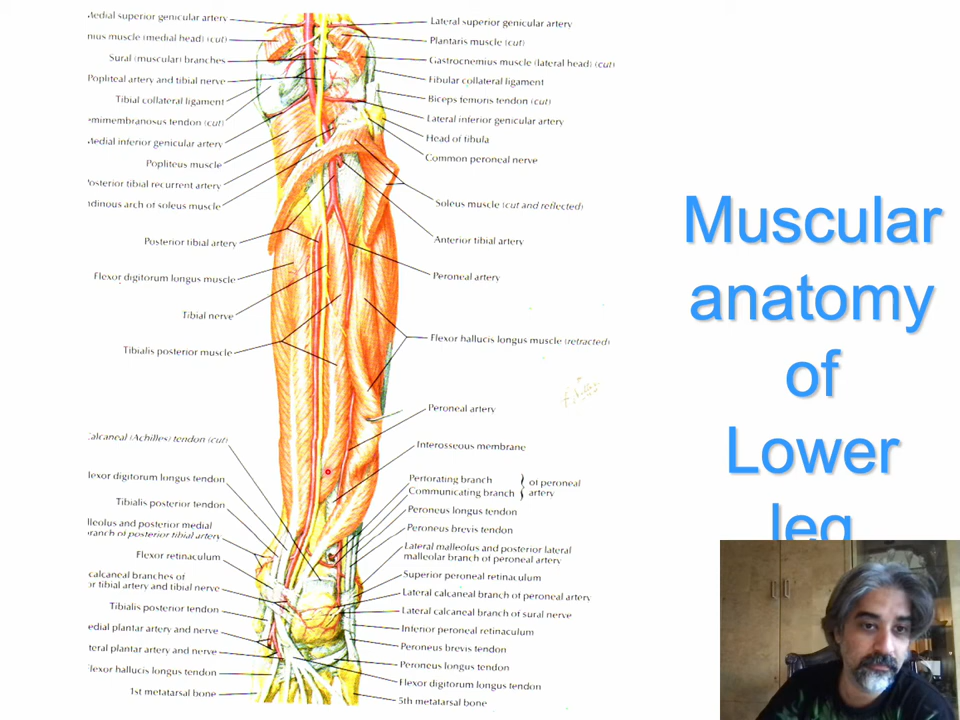 Medial superior genicular artery
nius muscle (medial head) (cut)
Sural (muscular) branches
Popliteal artery and tibial nerve
Tibial collateral ligament
emimembranosus tendon (cut)
Medial inferior genicular artery
Popliteus muscle
Posterior tibial recurrent artery
ndinous arch of soleus muscle
Posterior tibial artery
Flexor digitorum longus muscle
Tibial nerve
Tibialis posterior muscle
Calcaneal (Achilles) tendon (cut)
lexor digitorum longus tendon
Tibialis posterior tendon
lleolus and posterior medial
branch of posterior tibial artery
Flexor retinaculum
calcaneal branches of
or tibial artery and tibial nerve
Tibialis posterior tendon
edial plantar artery and nerve
teral plantar artery and nerve
lexor hallucis longus tendon
1st metatarsal bone
Lateral superior genicular artery
Plantaris muscle (cut)
Gastrocnemius muscle (lateral head) (cut)
Fibular collateral ligament
Biceps femoris tendon (cut)
Lateral inferior genicular artery
Head of fibula
Common peroneal nerve
Soleus muscle (cut and reflected)
Anterior tibial artery
Peroneal artery
Flexor hallucis longus muscle (retracted)
Peroneal artery
Interosseous membrane
Perforating branch
Communicating branch
of peroneal
artery
Peroneus longus tendon
Peroneus brevis tendon
Lateral malleolus and posterior lateral
malleolar branch of peroneal artery
Superior peroneal retinaculum
Lateral calcaneal branch of peroneal artery
Lateral calcaneal branch of sural nerve
Inferior peroneal retinaculum
Peroneus brevis tendon
Peroneus longus tendon
Flexor digitorum longus tendon
5th metatarsal bone
Muscular
anatomy
of
Lower
leg